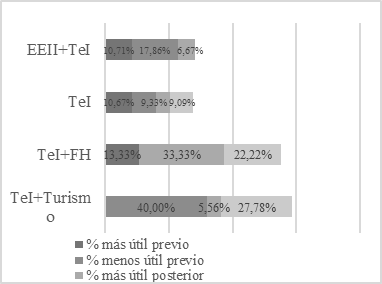 EEII+TeI
10,71% 17,86% 6,67%
TeI
10,67% 9,33% 9,09%
TeI+FH
13,33% 33,33% 22,22%
TeI+Turism
o
40,00% 5,56% 27,78%
% más útil previo
% menos útil previo
% más útil posterior